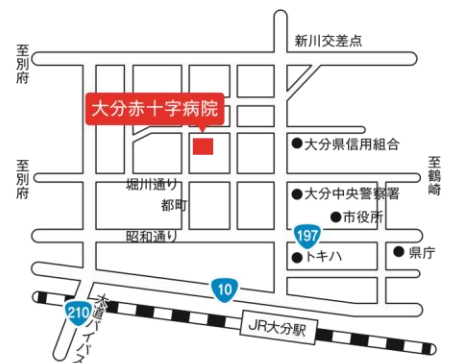 新川交差点
至別府
大分赤十字病院
大分県信用組合
至別府
至鶴崎
堀川通り
大分中央警察署
都町
市役所
昭和通り
197
トキハ
県庁
10
210
大道バイパス
JR大分駅